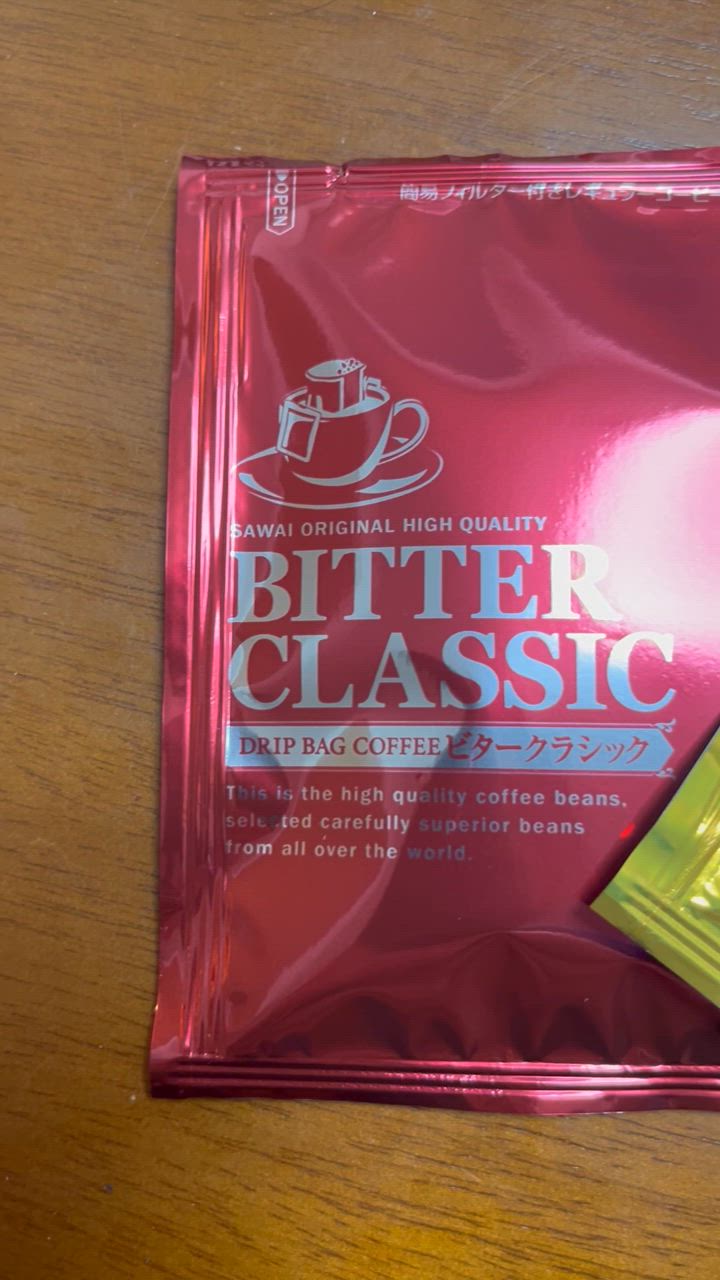 OPEN
簡易フィルター付きレギュラーコーヒー
SAWAI ORIGINAL HIGH QUALITY
BITTER
CLASSIC
DRIP BAG COFFEE ビタークラシック
This is the high quality coffee beans,
selected carefully superior beans
from all over the world.